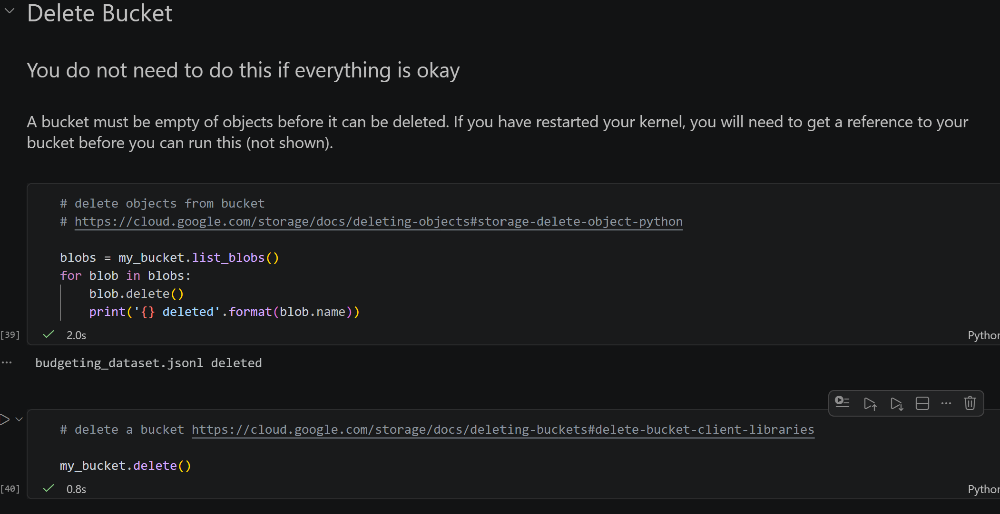 Delete Bucket
You do not need to do this if everything is okay
A bucket must be empty of objects before it can be deleted. If you have restarted your kernel, you will need to get a reference to your
bucket before you can run this (not shown).
# delete objects from bucket
# https://cloud.google.com/storage/docs/deleting-objects#storage-delete-object-python
blobs = my_bucket.list_blobs()
for blob in blobs:
    blob.delete()
    print('{} deleted'.format(blob.name))
[39] 2.0s Python
budgeting_dataset.jsonl deleted
# delete a bucket https://cloud.google.com/storage/docs/deleting-buckets#delete-bucket-client-libraries
my_bucket.delete()
[40] 0.8s Python